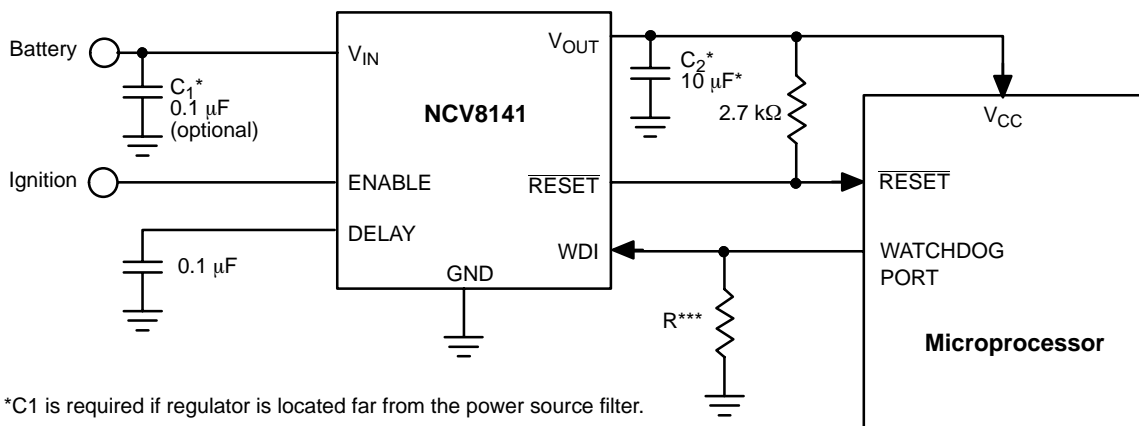 Battery
C1*
0.1 μF
(optional)
Ignition
0.1 μF
VIN
VOUT
NCV8141
ENABLE
RESET
DELAY
WDI
GND
C2*
10 μF*
2.7 kΩ
R***
VCC
RESET
WATCHDOG
PORT
Microprocessor
*C1 is required if regulator is located far from the power source filter.